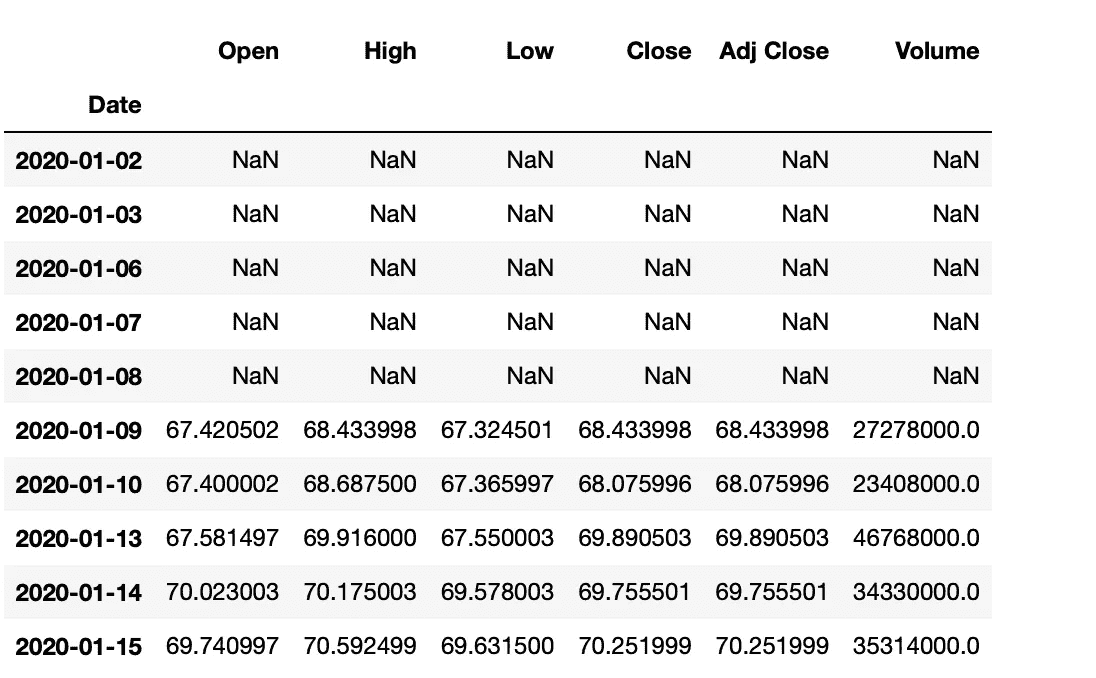 Open High Low Close Adj Close Volume
Date
2020-01-02 NaN NaN NaN NaN NaN NaN
2020-01-03 NaN NaN NaN NaN NaN NaN
2020-01-06 NaN NaN NaN NaN NaN NaN
2020-01-07 NaN NaN NaN NaN NaN NaN
2020-01-08 NaN NaN NaN NaN NaN NaN
2020-01-09 67.420502 68.433998 67.324501 68.433998 68.433998 27278000.0
2020-01-10 67.400002 68.687500 67.365997 68.075996 68.075996 23408000.0
2020-01-13 67.581497 69.916000 67.550003 69.890503 69.890503 46768000.0
2020-01-14 70.023003 70.175003 69.578003 69.755501 69.755501 34330000.0
2020-01-15 69.740997 70.592499 69.631500 70.251999 70.251999 35314000.0